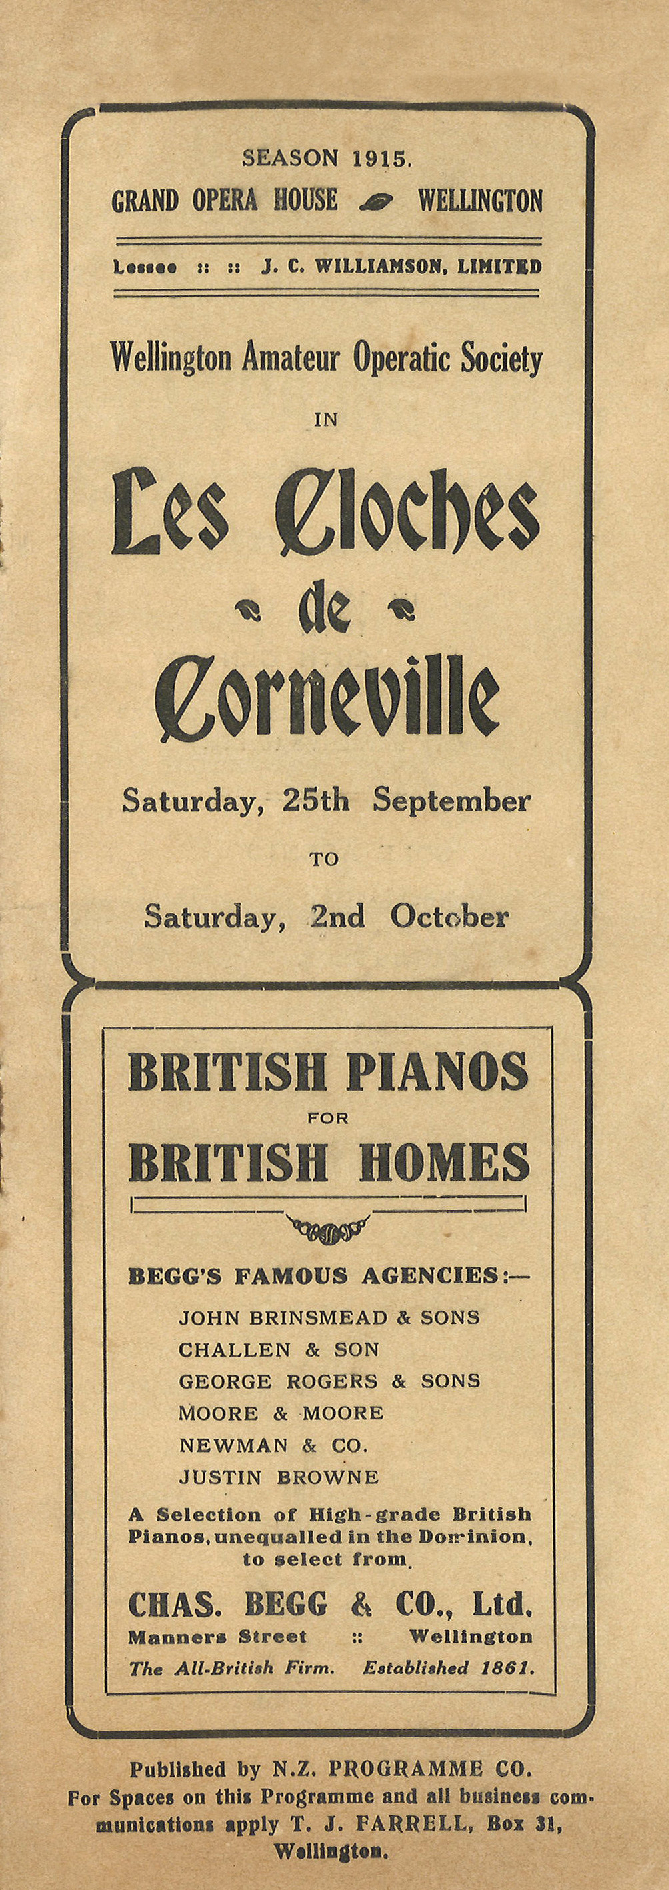 SEASON 1915.
GRAND OPERA HOUSE WELLINGTON
Lessee :: :: J. C. WILLIAMSON, LIMITED
Wellington Amateur Operatic Society
IN
Les Cloches
de
Corneville
Saturday, 25th September
TO
Saturday, 2nd October
BRITISH PIANOS
FOR
BRITISH HOMES
BEGG'S FAMOUS AGENCIES:—
JOHN BRINSMEAD & SONS
CHALLEN & SON
GEORGE ROGERS & SONS
MOORE & MOORE
NEWMAN & CO.
JUSTIN BROWNE
A Selection of High-grade British
Pianos, unequalled in the Dominion,
to select from.
CHAS. BEGG & CO., Ltd.
Manners Street :: Wellington
The All-British Firm. Established 1861.
Published by N.Z. PROGRAMME CO.
For Spaces on this Programme and all business com-
munications apply T. J. FARRELL, Box 31,
Wellington.